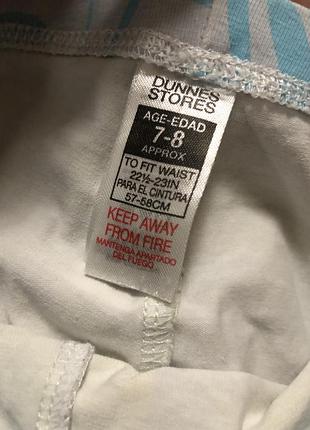 DUNNES
STORES
AGE-EDAD
7-8
APPROX
TO FIT WAIST
22½-23IN
PARA EL CINTURA
57-58CM
KEEP AWAY
FROM FIRE
MANTENGA APARTADO
DEL FUEGO